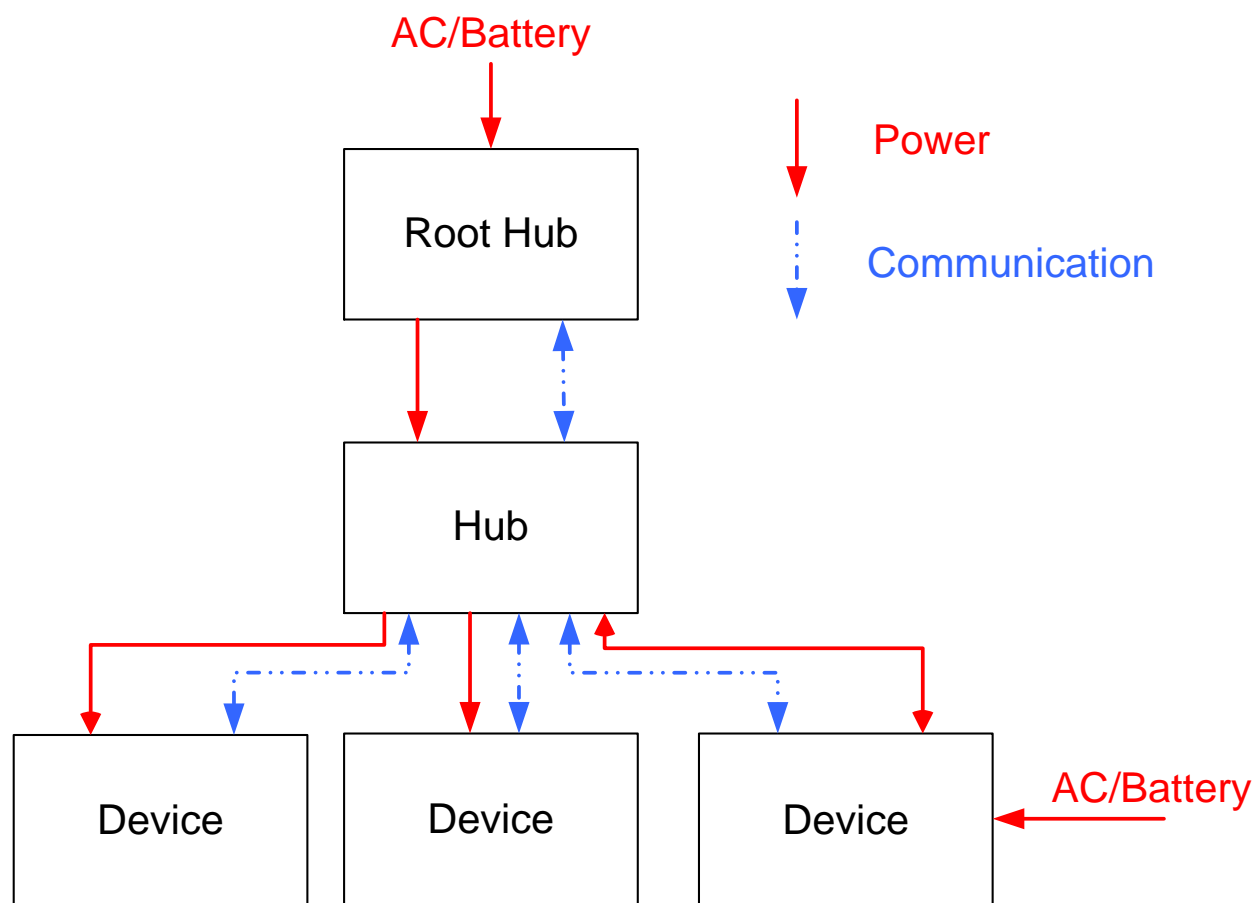 AC/Battery
Power
Root Hub
Communication
Hub
Device
Device
Device
AC/Battery